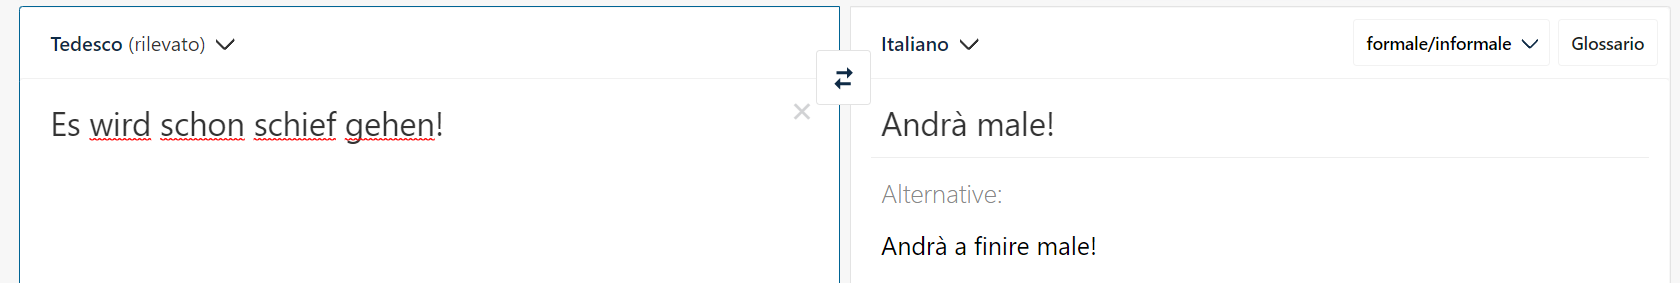 Tedesco (rilevato)
Es wird schon schief gehen!
Italiano
formale/informale
Glossario
Andrà male!
Alternative:
Andrà a finire male!